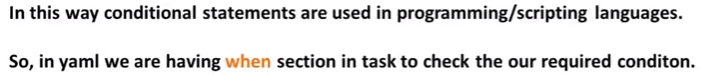 In this way conditional statements are used in programming/scripting languages.
So, in yaml we are having when section in task to check the our required conditon.